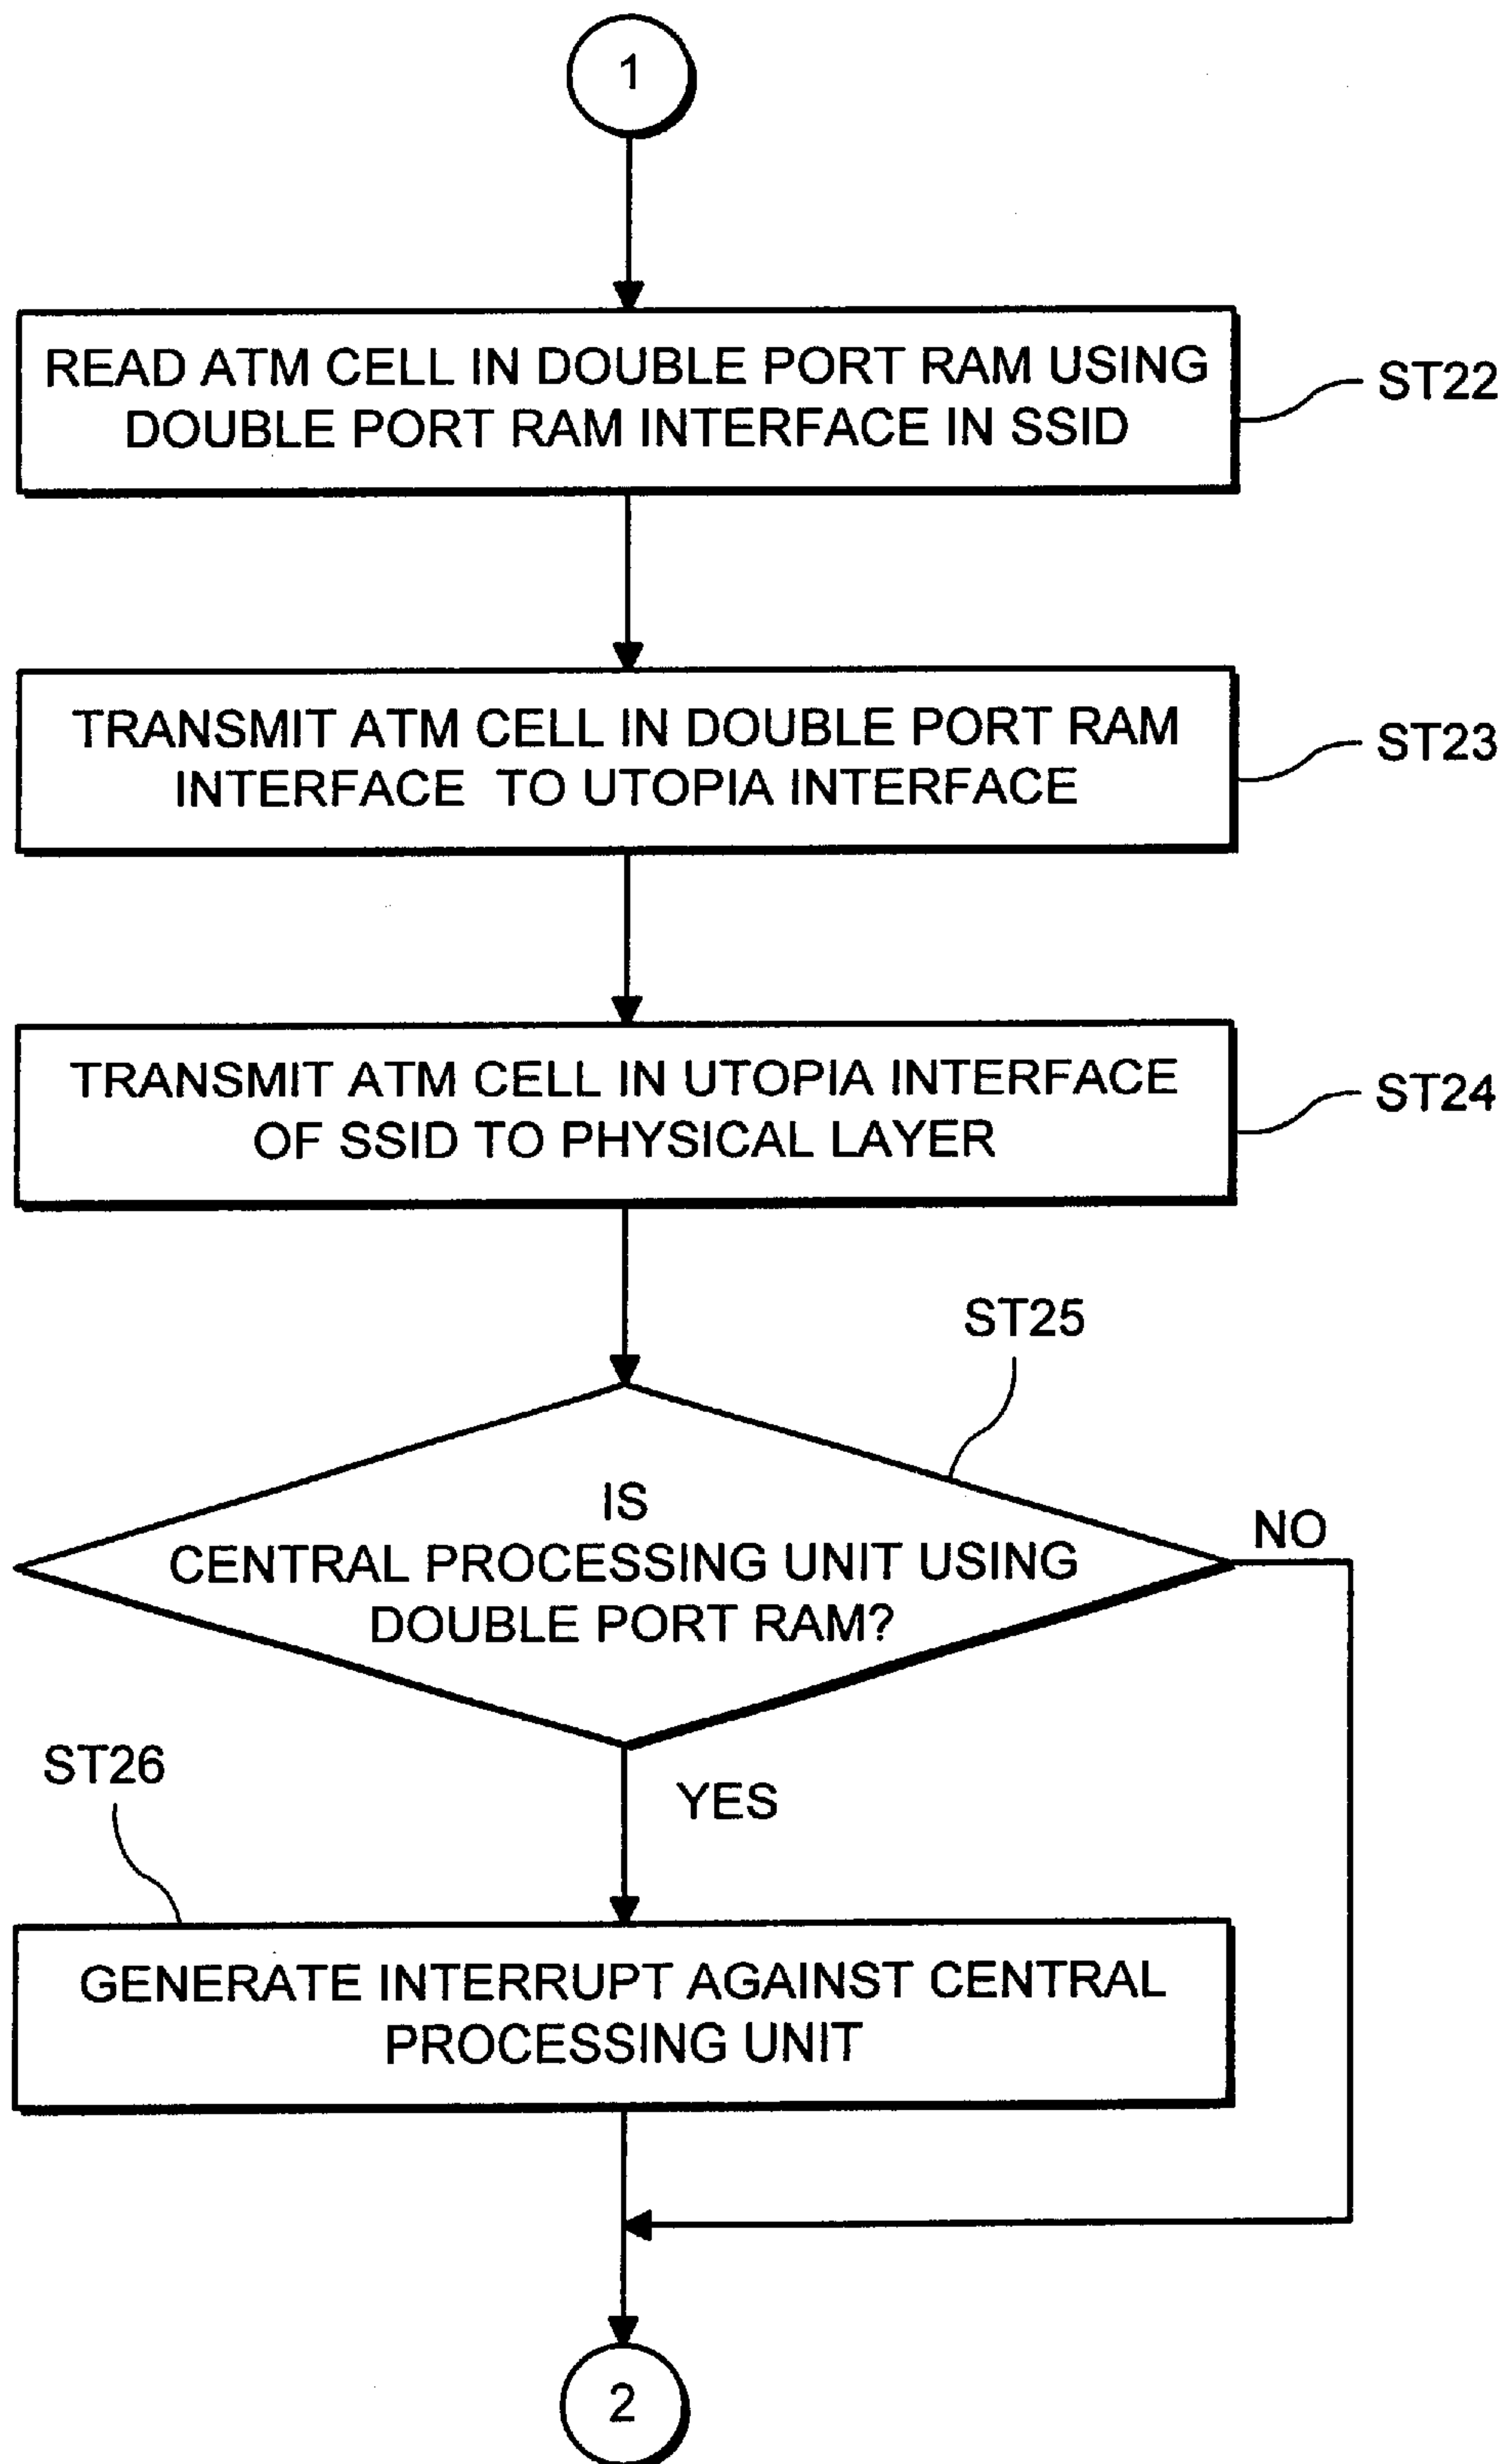 1
READ ATM CELL IN DOUBLE PORT RAM USING
DOUBLE PORT RAM INTERFACE IN SSID
ST22
TRANSMIT ATM CELL IN DOUBLE PORT RAM
INTERFACE TO UTOPIA INTERFACE
ST23
TRANSMIT ATM CELL IN UTOPIA INTERFACE
OF SSID TO PHYSICAL LAYER
ST24
ST25
IS
CENTRAL PROCESSING UNIT USING
DOUBLE PORT RAM?
NO
YES
ST26
GENERATE INTERRUPT AGAINST CENTRAL
PROCESSING UNIT
2